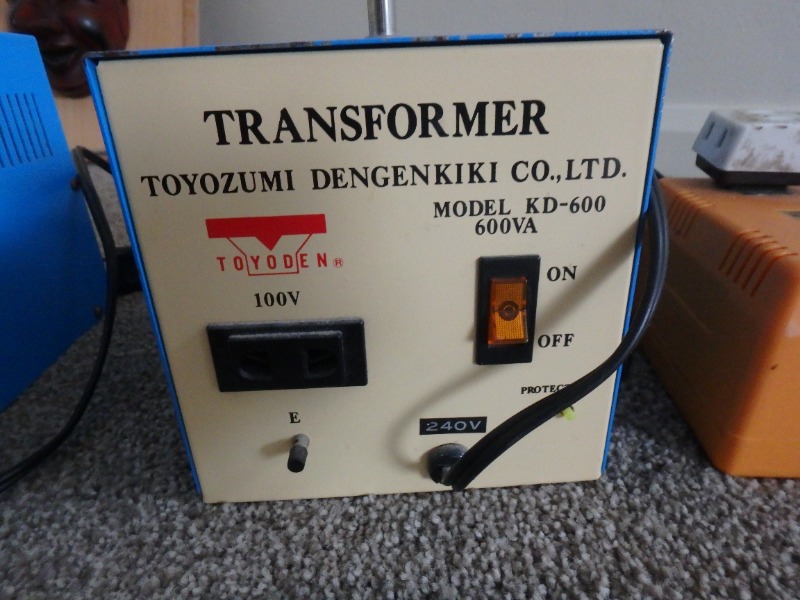 TRANSFORMER
TOYOZUMI DENGENKIKI CO.,LTD.
MODEL KD-600
600VA
TOYODEN®
100V
ON
OFF
E
240V